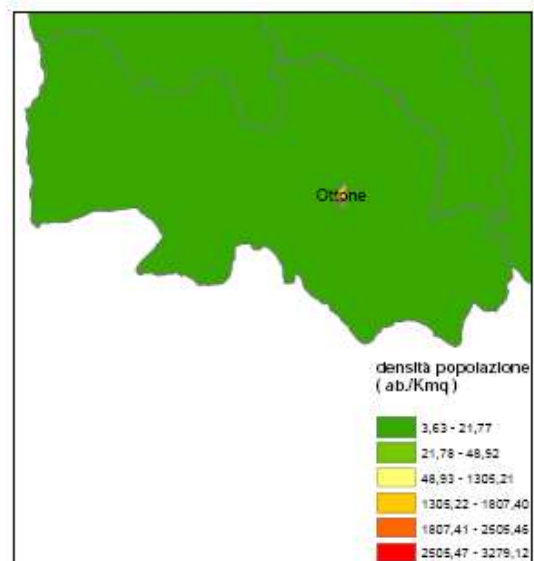 Ottone
densità popolazione
( ab./Kmq )
3,63 - 21,77
21,78 - 48,92
48,93 - 1305,21
1305,22 - 1807,40
1807,41 - 2505,46
2505,47 - 3279,12